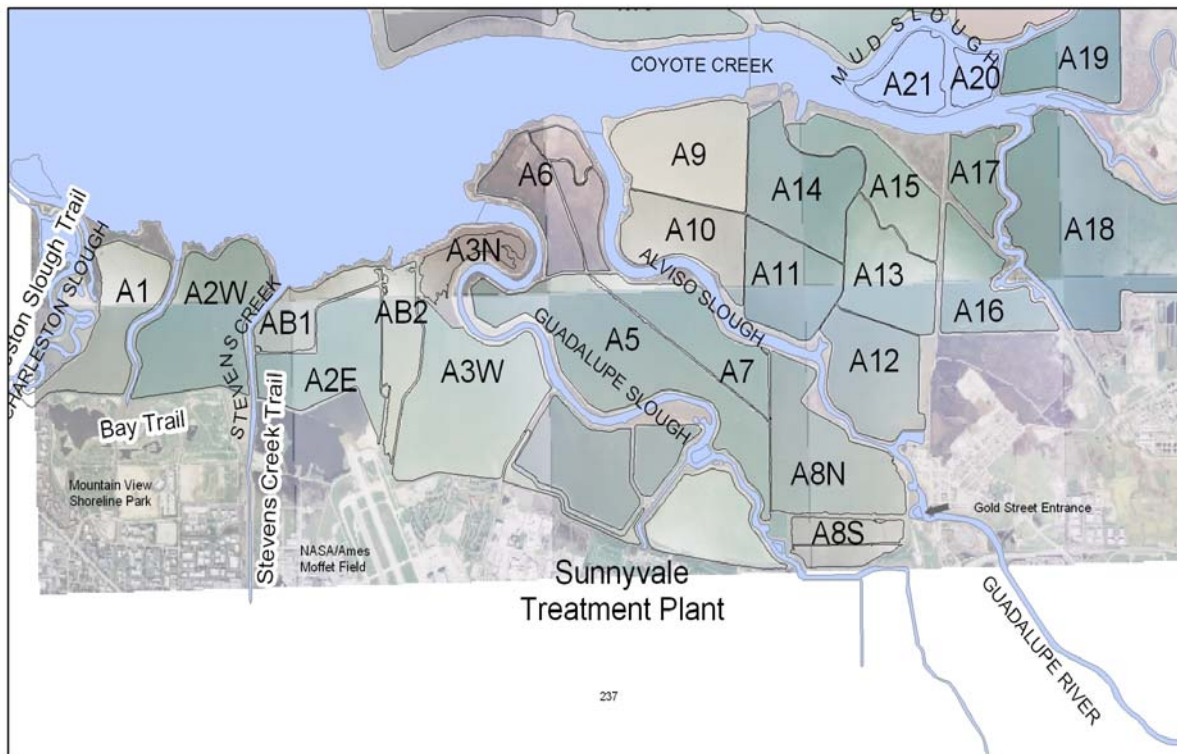 COYOTE CREEK
MUD SLOUGH
A21
A20
A19
A9
A6
A14
A15
A17
A18
A3N
A10
A11
A13
A16
ALVISO SLOUGH
CHARLESTON SLOUGH
Slough Trail
A1
A2W
STEVENS CREEK
AB1
AB2
A2E
A3W
GUADALUPE SLOUGH
A5
A7
A12
Bay Trail
Stevens Creek Trail
Mountain View
Shoreline Park
NASA/Ames
Moffet Field
A8N
A8S
Gold Street Entrance
Sunnyvale
Treatment Plant
GUADALUPE RIVER
237